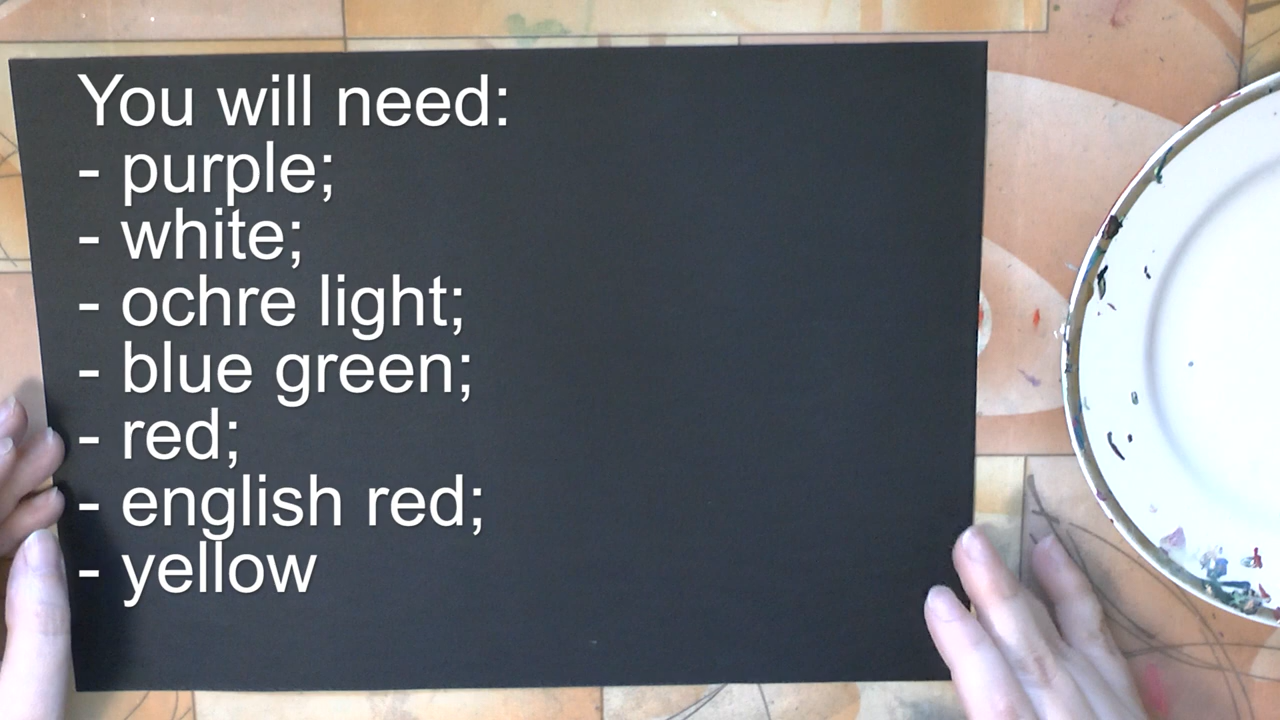 You will need:
- purple;
- white;
- ochre light;
- blue green;
- red;
- english red;
- yellow